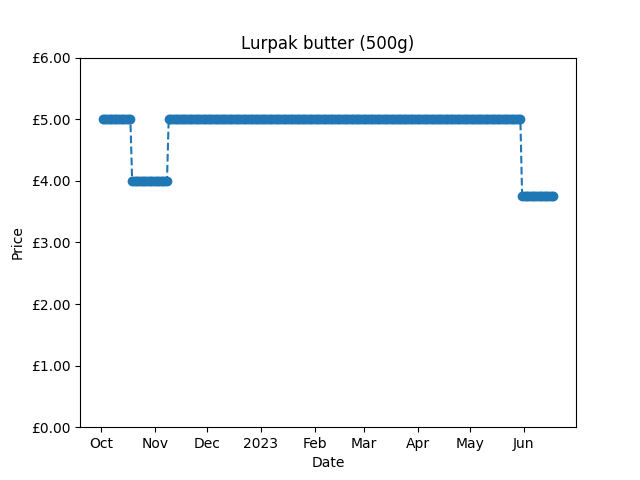 Lurpak butter (500g)
£6.00
£5.00
£4.00
£3.00
£2.00
£1.00
£0.00
Price
Oct Nov Dec 2023 Feb Mar Apr May Jun
Date